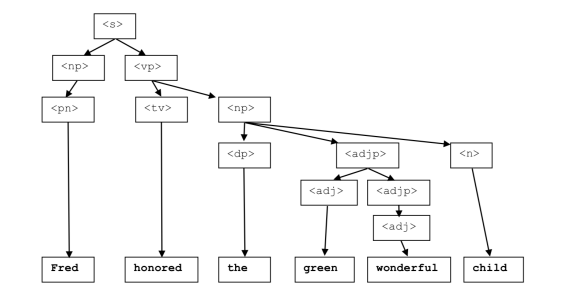 <s>
<np> <vp>
<pn> <tv> <np>
<dp> <adjp> <n>
<adj> <adjp>
<adj>
Fred honored the green wonderful child